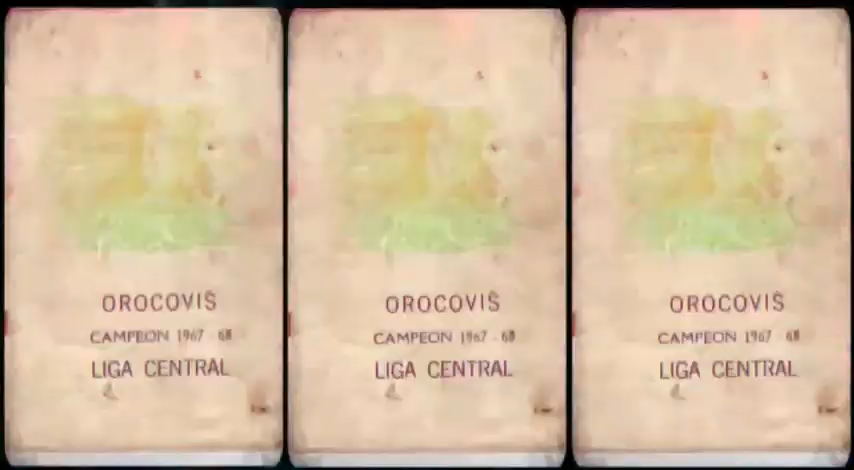 OROCOVIS OROCOVIS OROCOVIS
CAMPEON 1967 - 68 CAMPEON 1967 - 68 CAMPEON 1967 - 68
LIGA CENTRAL LIGA CENTRAL LIGA CENTRAL